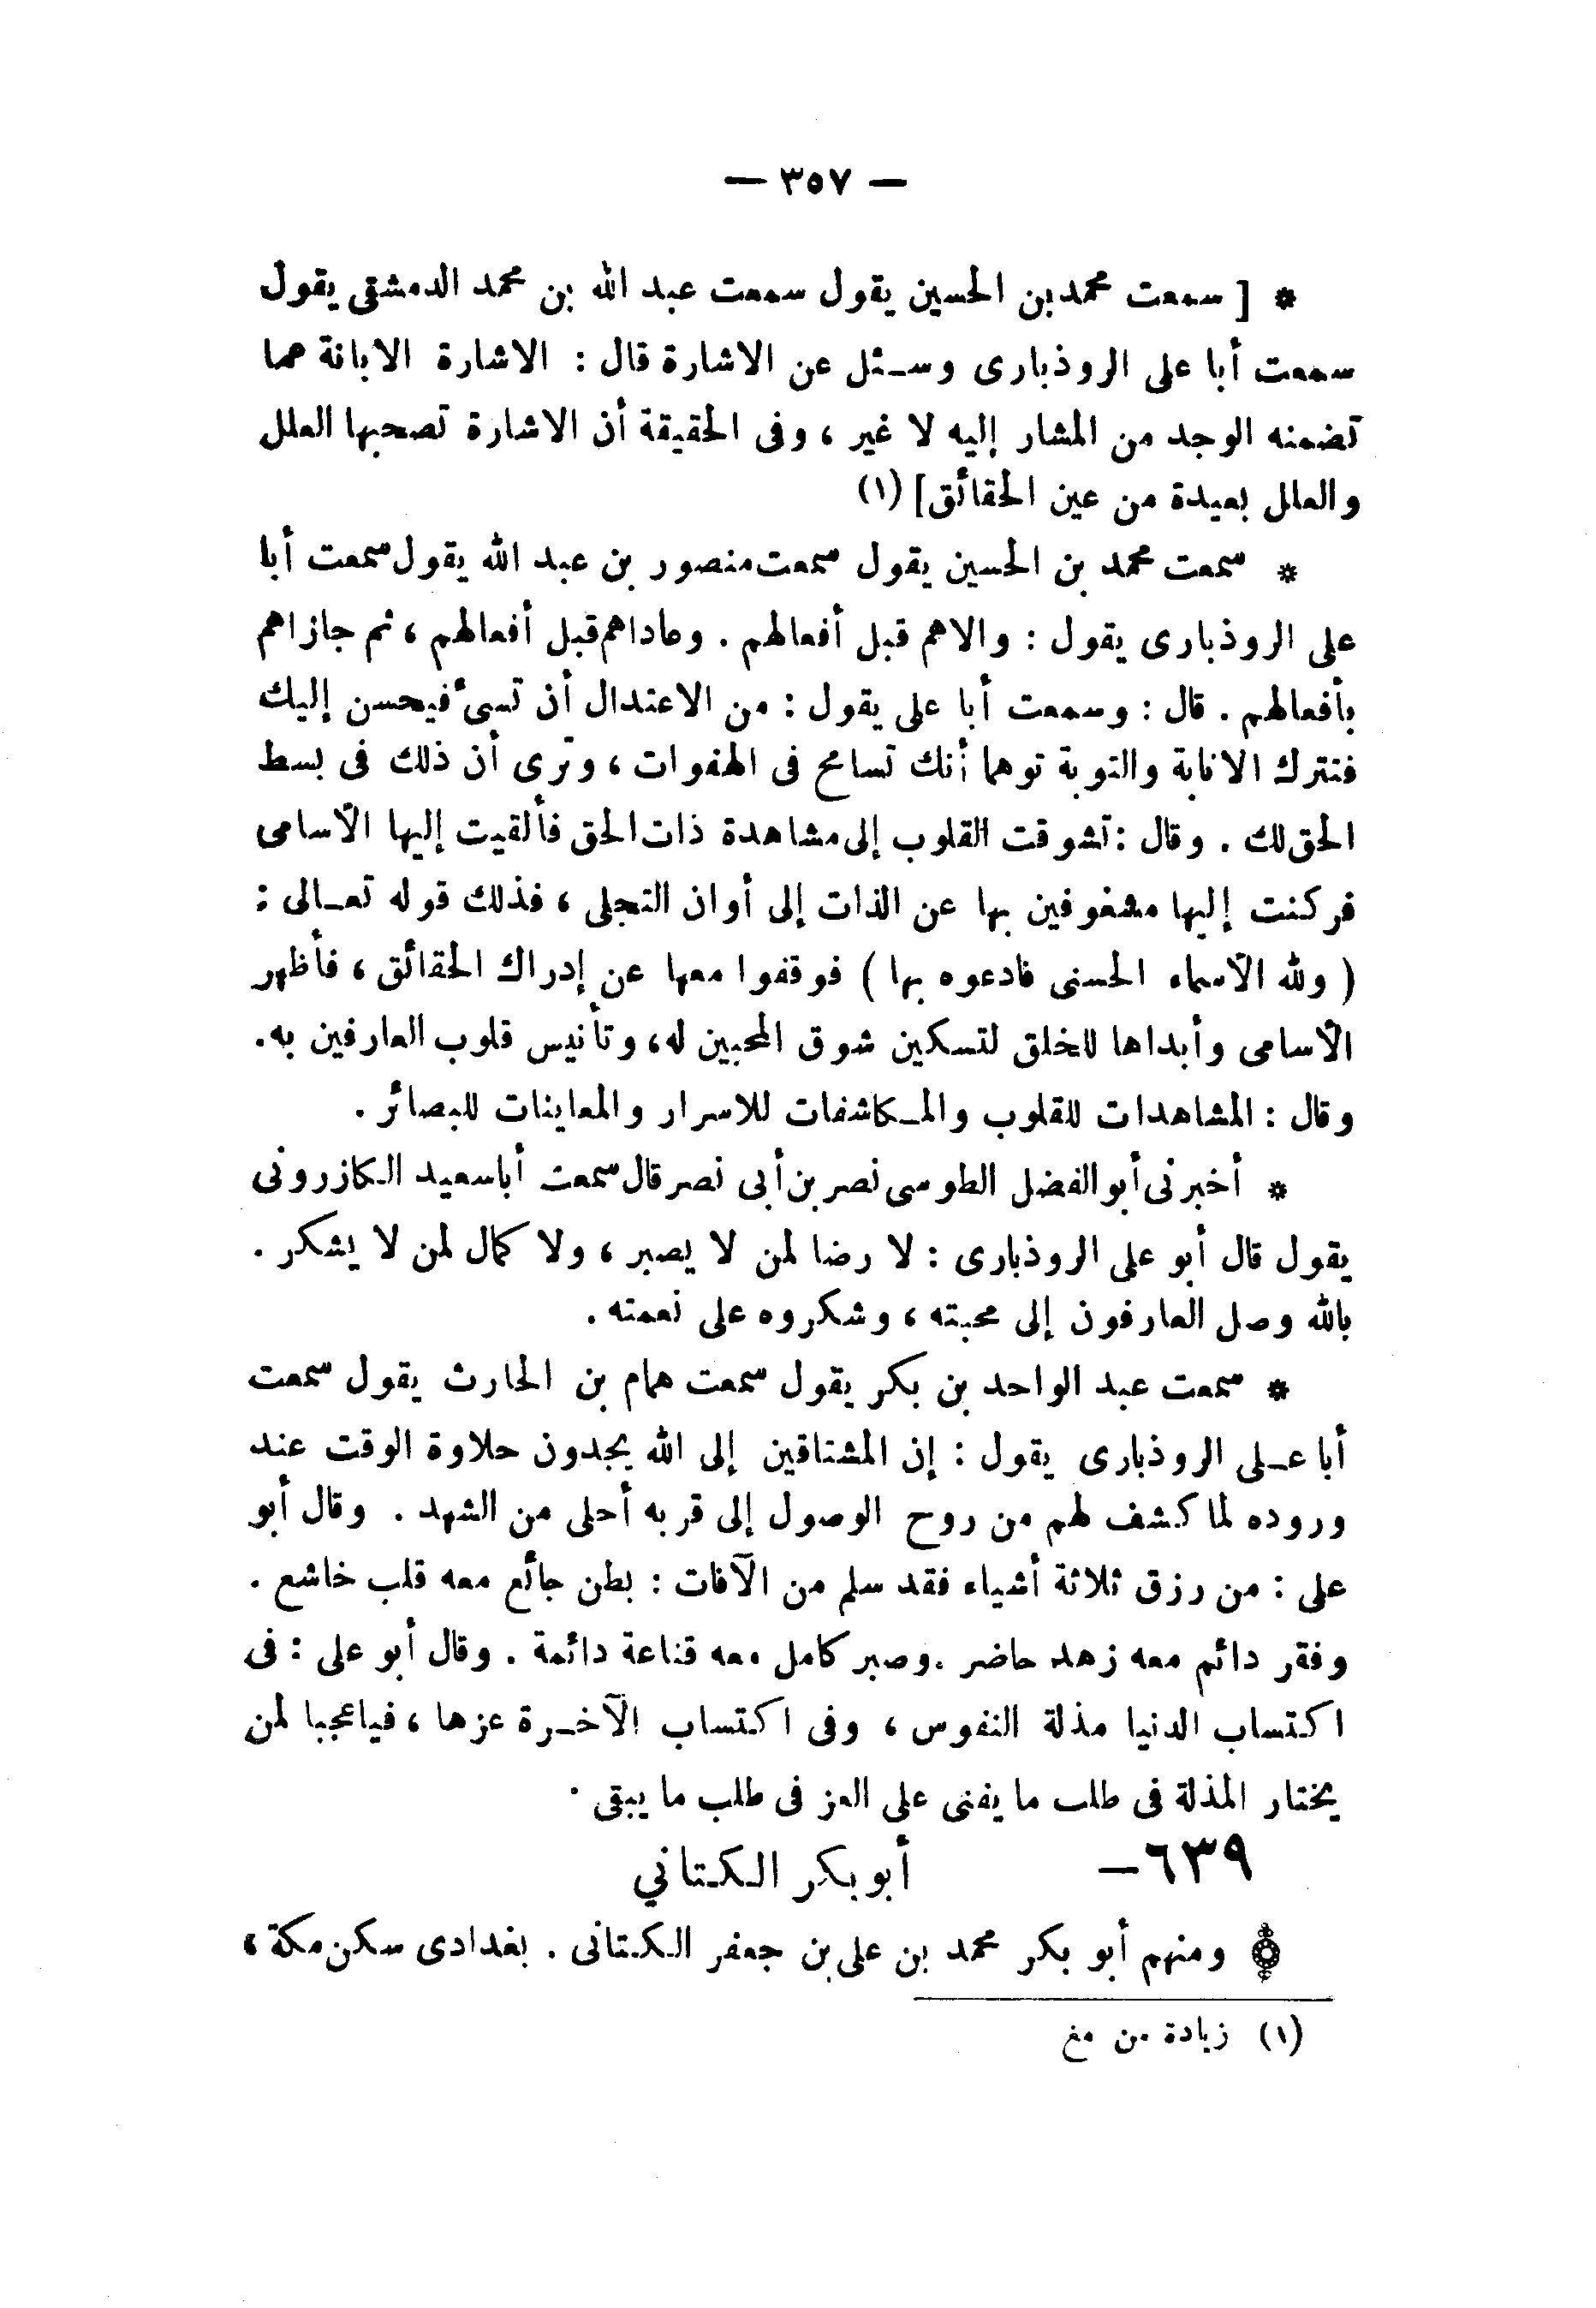 — ٣٥٧ —
* [ سمعت محمد بن الحسين يقول سمعت عبد الله بن محمد الدمشقى يقول
سمعت أبا على الروذبارى وسـئل عن الاشارة قال : الاشارة الابانة عما
تضمنه الوجد من المشار إليه لا غير ، وفى الحقيقة أن الاشارة تصحبها العلل
والعلل بعيدة من عين الحقائق ] (١)
* سمعت محمد بن الحسين يقول سمعت منصور بن عبد الله يقول سمعت أبا
على الروذبارى يقول : والاهم قبل أفعالهم . وعاداهم قبل أفعالهم ، ثم جازاهم
بأفعالهم . قال : وسمعت أبا على يقول : من الاعتدال أن تسىء فيحسن إليك
فتترك الانابة والتوبة توهما أنك تسامح فى الهفوات ، وترى أن ذلك فى بسط
الحق لك . وقال : تشوقت القلوب إلى مشاهدة ذات الحق فألقيت إليها الأسامى
فركنت إليها مشغوفين بها عن الذات إلى أوان التجلى ، فذلك قوله تعـالى :
( ولله الأسماء الحسنى فادعوه بها ) فوقفوا معها عن إدراك الحقائق ، فأظهر
الأسامى وأبداها للخلق لتسكين شوق المحبين له ، وتأنيس قلوب العارفين به .
وقال : المشاهدات للقلوب والمـكاشفات للاسرار والمعاينات للبصائر .
* أخبرنى أبو الفضل الطوسى نصر بن أبى نصر قال سمعت أبا سعيد الكازرونى
يقول قال أبو على الروذبارى : لا رضا لمن لا يصبر ، ولا كمال لمن لا يشكر .
بالله وصل العارفون إلى محبته ، وشكروه على نعمته .
* سمعت عبد الواحد بن بكر يقول سمعت همام بن الحارث يقول سمعت
أبا عـلى الروذبارى يقول : إن المشتاقين إلى الله يجدون حلاوة الوقت عند
وروده لما كشف لهم من روح الوصول إلى قربه أحلى من الشهد . وقال أبو
على : من رزق ثلاثة أشياء فقد سلم من الآفات : بطن جائع معه قلب خاشع .
وفقر دائم معه زهد حاضر . وصبر كامل معه قناعة دائمة . وقال أبو على : فى
اكتساب الدنيا مذلة النفوس ، وفى اكتساب الآخـرة عزها ، فياعجبا لمن
يختار المذلة فى طلب ما يفنى على العز فى طلب ما يبقى .
٦٣٩ — أبو بكر الكتاني
ومنهم أبو بكر محمد بن على بن جعفر الكتانى . بغدادى سكن مكة ،
(١) زيادة من مغ